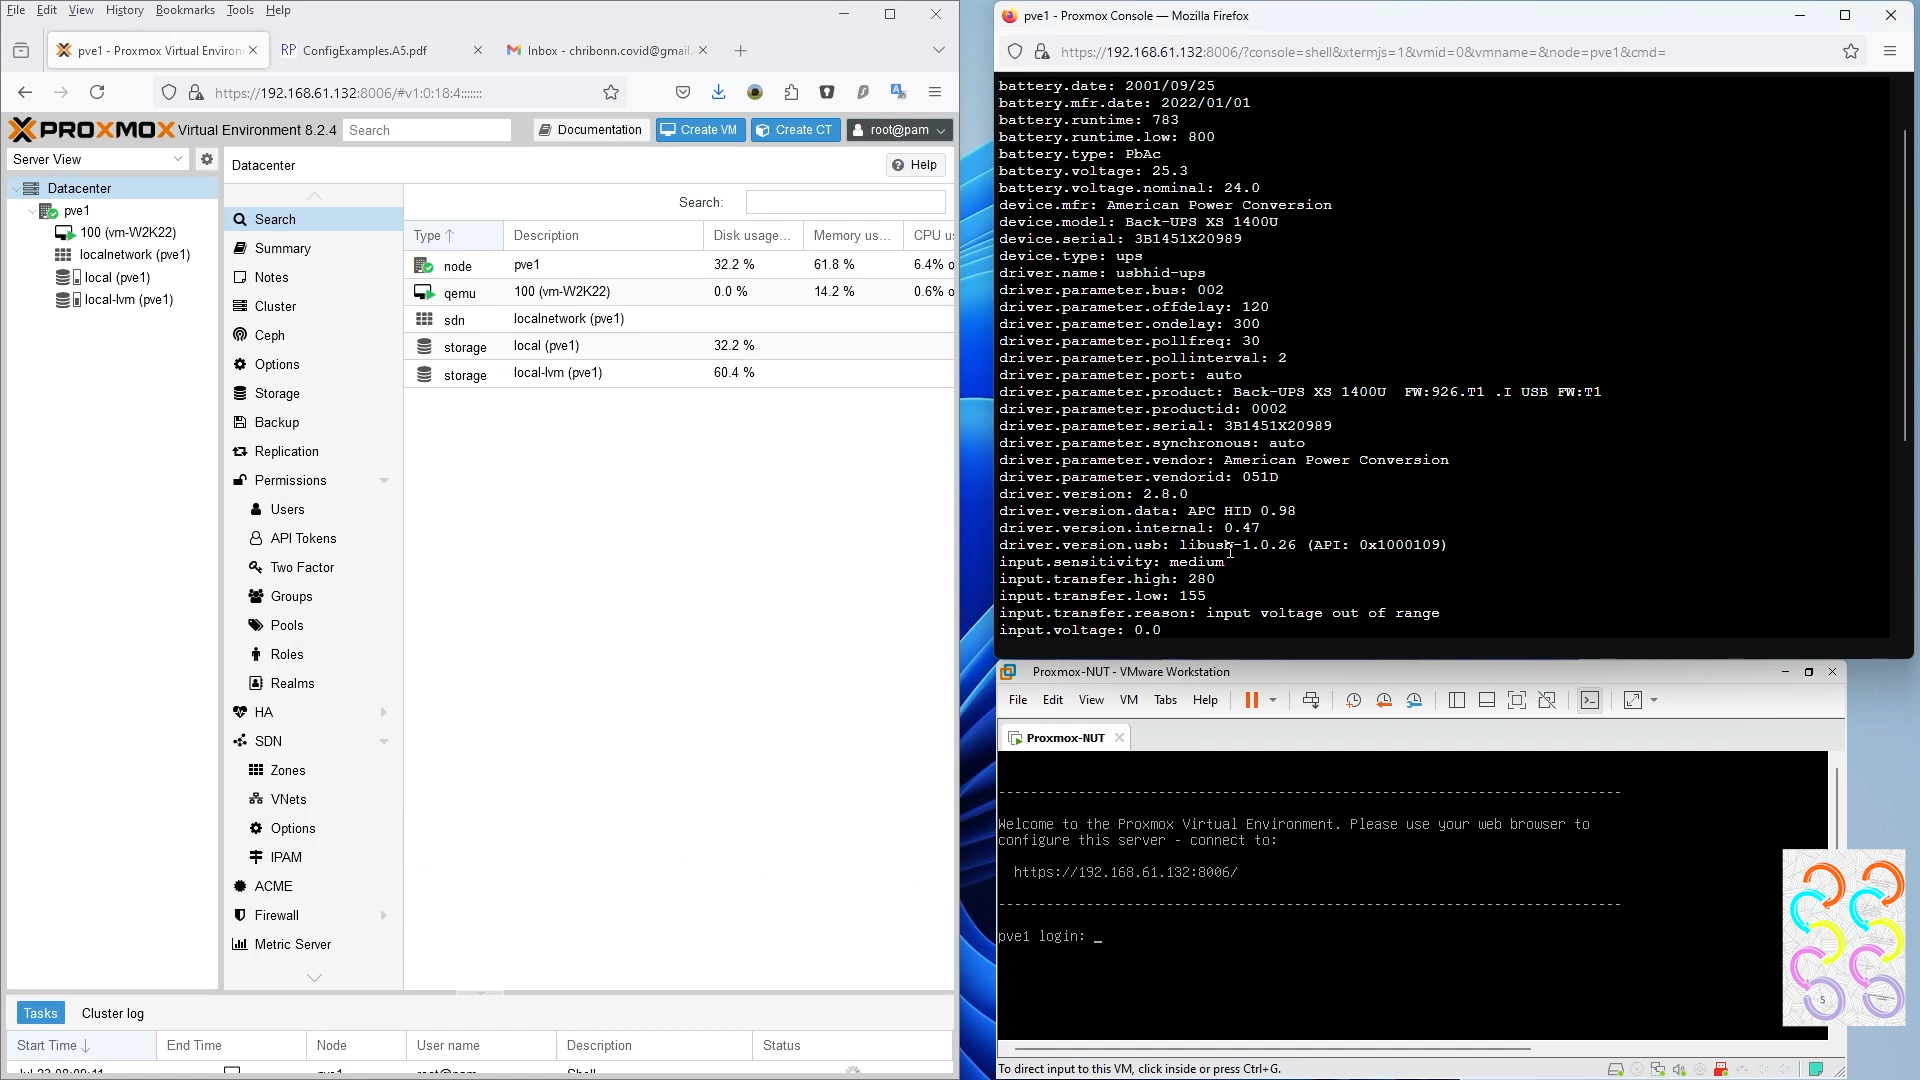 File Edit View History Bookmarks Tools Help
pve1 - Proxmox Virtual Environ
ConfigExamples.A5.pdf
Inbox - chribonn.covid@gmail.
https://192.168.61.132:8006/#v1:0:18:4:::::::
PROXMOX Virtual Environment 8.2.4
Search
Documentation
Create VM
Create CT
root@pam
Server View
Datacenter
pve1
100 (vm-W2K22)
localnetwork (pve1)
local (pve1)
local-lvm (pve1)
Datacenter
Help
Search
Summary
Notes
Cluster
Ceph
Options
Storage
Backup
Replication
Permissions
Users
API Tokens
Two Factor
Groups
Pools
Roles
Realms
HA
SDN
Zones
VNets
Options
IPAM
ACME
Firewall
Metric Server
Search:
Type Description Disk usage... Memory us... CPU u
node pve1 32.2 % 61.8 % 6.4% o
qemu 100 (vm-W2K22) 0.0 % 14.2 % 0.6% o
sdn localnetwork (pve1)
storage local (pve1) 32.2 %
storage local-lvm (pve1) 60.4 %
Tasks Cluster log
Start Time End Time Node User name Description Status
pve1 - Proxmox Console — Mozilla Firefox
https://192.168.61.132:8006/?console=shell&xtermjs=1&vmid=0&vmname=&node=pve1&cmd=
battery.date: 2001/09/25
battery.mfr.date: 2022/01/01
battery.runtime: 783
battery.runtime.low: 800
battery.type: PbAc
battery.voltage: 25.3
battery.voltage.nominal: 24.0
device.mfr: American Power Conversion
device.model: Back-UPS XS 1400U
device.serial: 3B1451X20989
device.type: ups
driver.name: usbhid-ups
driver.parameter.bus: 002
driver.parameter.offdelay: 120
driver.parameter.ondelay: 300
driver.parameter.pollfreq: 30
driver.parameter.pollinterval: 2
driver.parameter.port: auto
driver.parameter.product: Back-UPS XS 1400U  FW:926.T1 .I USB FW:T1
driver.parameter.productid: 0002
driver.parameter.serial: 3B1451X20989
driver.parameter.synchronous: auto
driver.parameter.vendor: American Power Conversion
driver.parameter.vendorid: 051D
driver.version: 2.8.0
driver.version.data: APC HID 0.98
driver.version.internal: 0.47
driver.version.usb: libusb-1.0.26 (API: 0x1000109)
input.sensitivity: medium
input.transfer.high: 280
input.transfer.low: 155
input.transfer.reason: input voltage out of range
input.voltage: 0.0
Proxmox-NUT - VMware Workstation
File Edit View VM Tabs Help
Proxmox-NUT
Welcome to the Proxmox Virtual Environment. Please use your web browser to
configure this server - connect to:
https://192.168.61.132:8006/
pve1 login: _
5
To direct input to this VM, click inside or press Ctrl+G.